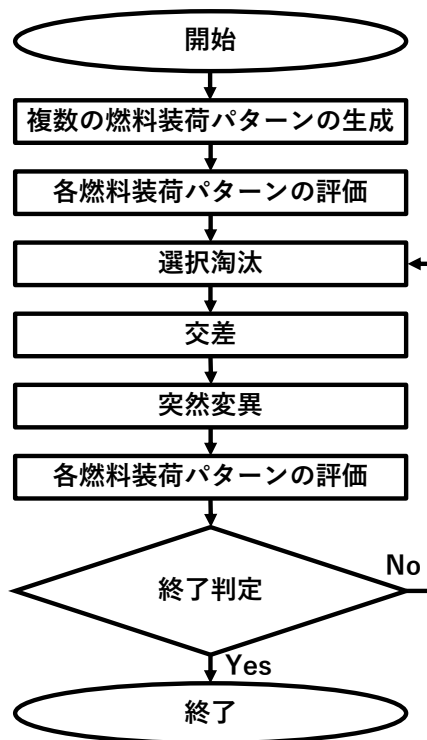 開始
複数の燃料装荷パターンの生成
各燃料装荷パターンの評価
選択淘汰
交差
突然変異
各燃料装荷パターンの評価
終了判定
No
Yes
終了